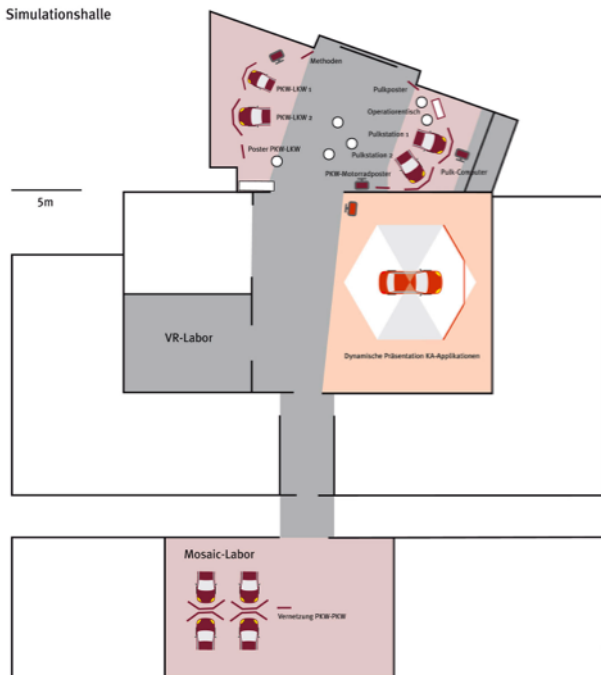 Simulationshalle
Methoden
PKW-LKW 1
Pulkposter
PKW-LKW 2
Operatorentisch
Pulkstation 1
Poster PKW-LKW
Pulkstation 2
PKW-Motorradposter
Pulk-Computer
5m
VR-Labor
Dynamische Präsentation KA-Applikationen
Mosaic-Labor
Vernetzung PKW-PKW